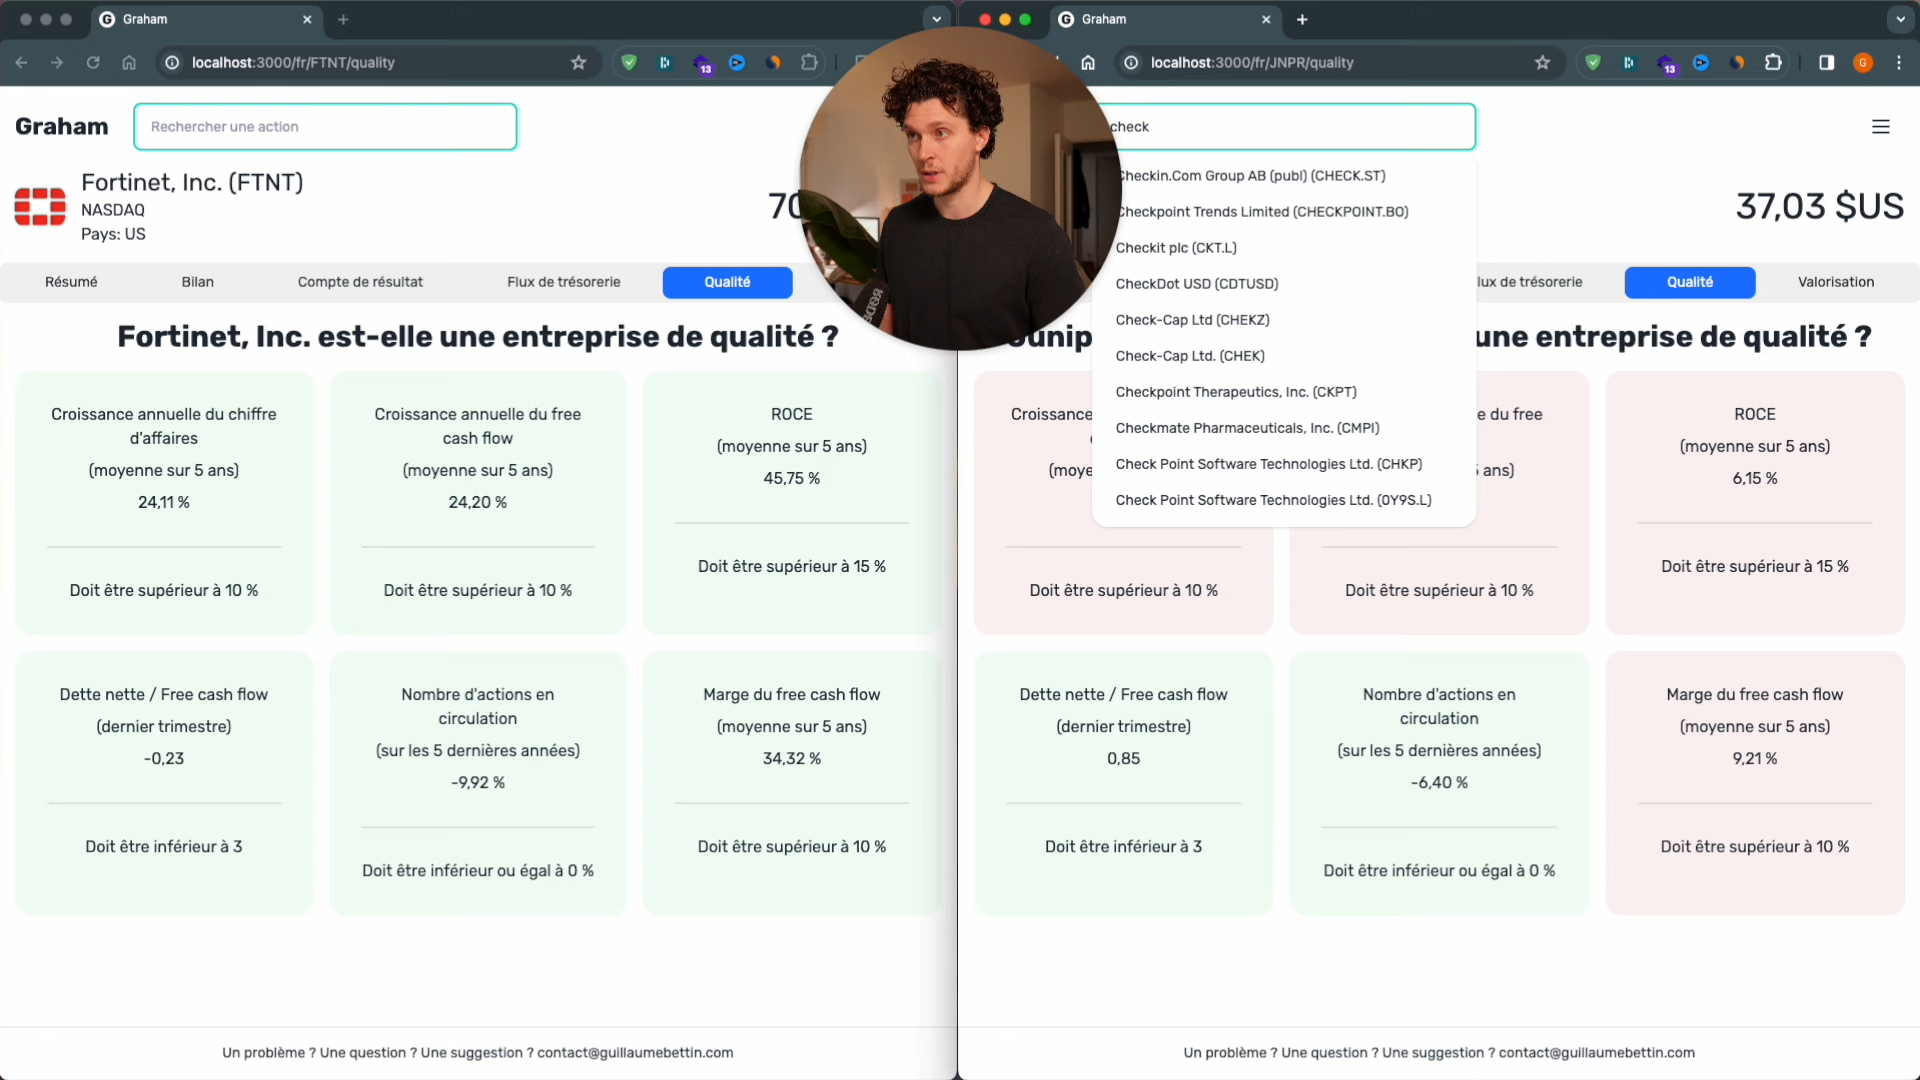 Graham
localhost:3000/fr/FTNT/quality
13
Graham
Rechercher une action
Fortinet, Inc. (FTNT)
NASDAQ
Pays: US
70
Résumé
Bilan
Compte de résultat
Flux de trésorerie
Qualité
Fortinet, Inc. est-elle une entreprise de qualité ?
Croissance annuelle du chiffre
d'affaires
(moyenne sur 5 ans)
24,11 %
Doit être supérieur à 10 %
Croissance annuelle du free
cash flow
(moyenne sur 5 ans)
24,20 %
Doit être supérieur à 10 %
ROCE
(moyenne sur 5 ans)
45,75 %
Doit être supérieur à 15 %
Dette nette / Free cash flow
(dernier trimestre)
-0,23
Doit être inférieur à 3
Nombre d'actions en
circulation
(sur les 5 dernières années)
-9,92 %
Doit être inférieur ou égal à 0 %
Marge du free cash flow
(moyenne sur 5 ans)
34,32 %
Doit être supérieur à 10 %
Un problème ? Une question ? Une suggestion ? contact@guillaumebettin.com
Graham
localhost:3000/fr/JNPR/quality
13
G
check
Checkin.Com Group AB (publ) (CHECK.ST)
Checkpoint Trends Limited (CHECKPOINT.BO)
Checkit plc (CKT.L)
CheckDot USD (CDTUSD)
Check-Cap Ltd (CHEKZ)
Check-Cap Ltd. (CHEK)
Checkpoint Therapeutics, Inc. (CKPT)
Checkmate Pharmaceuticals, Inc. (CMPI)
Check Point Software Technologies Ltd. (CHKP)
Check Point Software Technologies Ltd. (0Y9S.L)
37,03 $US
lux de trésorerie
Qualité
Valorisation
une entreprise de qualité ?
Croissance
Doit être supérieur à 10 %
e du free
ans)
Doit être supérieur à 10 %
ROCE
(moyenne sur 5 ans)
6,15 %
Doit être supérieur à 15 %
Dette nette / Free cash flow
(dernier trimestre)
0,85
Doit être inférieur à 3
Nombre d'actions en
circulation
(sur les 5 dernières années)
-6,40 %
Doit être inférieur ou égal à 0 %
Marge du free cash flow
(moyenne sur 5 ans)
9,21 %
Doit être supérieur à 10 %
Un problème ? Une question ? Une suggestion ? contact@guillaumebettin.com